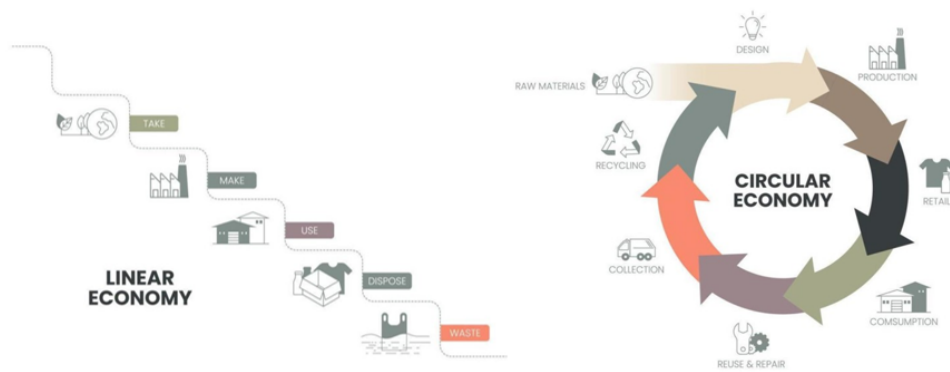 TAKE
MAKE
USE
DISPOSE
WASTE
LINEAR
ECONOMY
DESIGN
PRODUCTION
RAW MATERIALS
RECYCLING
RETAIL
CIRCULAR
ECONOMY
COLLECTION
COMSUMPTION
REUSE & REPAIR